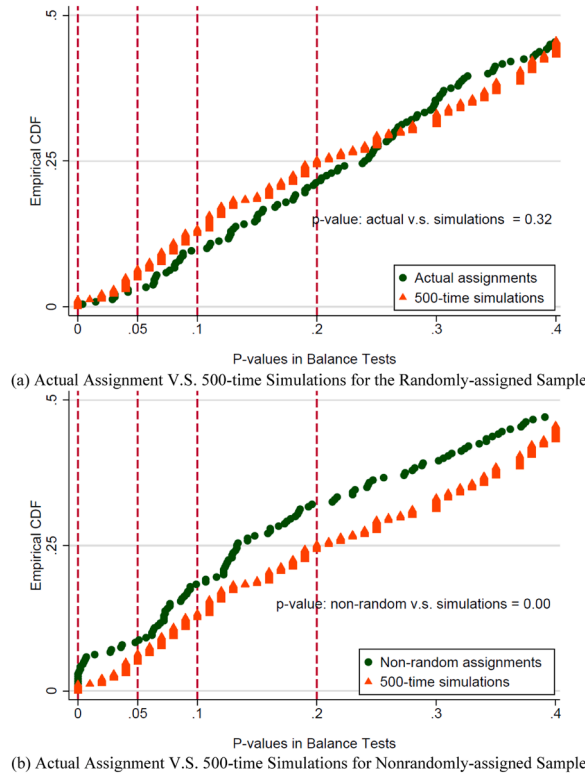 .5
.25
0
Empirical CDF
p-value: actual v.s. simulations = 0.32
Actual assignments
500-time simulations
0 .05 .1 .2 .3 .4
P-values in Balance Tests
(a) Actual Assignment V.S. 500-time Simulations for the Randomly-assigned Sample
.5
.25
0
Empirical CDF
p-value: non-random v.s. simulations = 0.00
Non-random assignments
500-time simulations
0 .05 .1 .2 .3 .4
P-values in Balance Tests
(b) Actual Assignment V.S. 500-time Simulations for Nonrandomly-assigned Sample